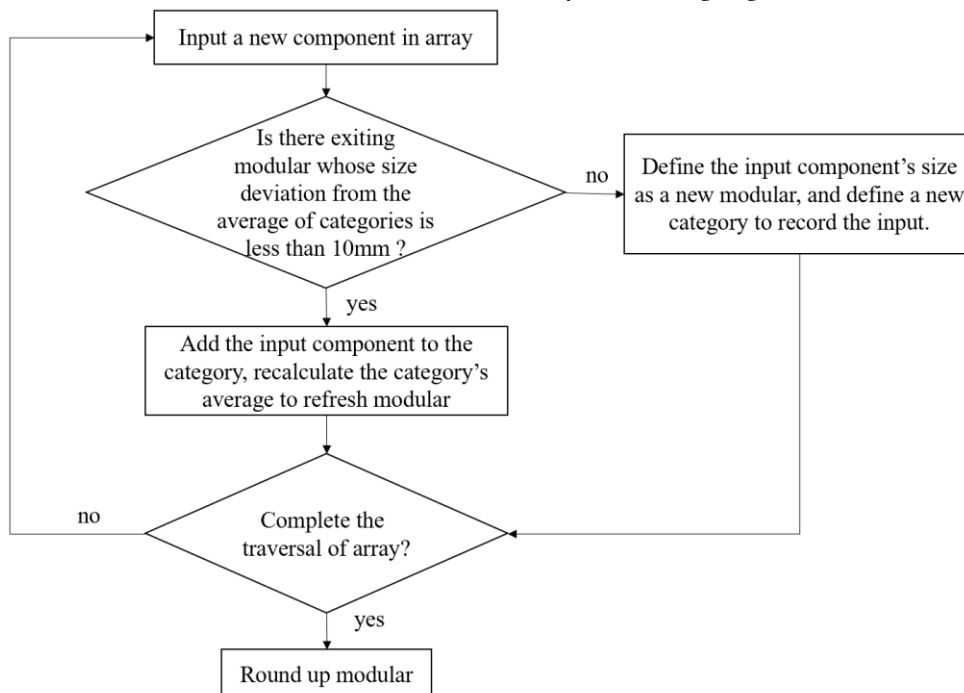 Input a new component in array
Is there exiting
modular whose size
deviation from the
average of categories is
less than 10mm ?
no
Define the input component's size
as a new modular, and define a new
category to record the input.
yes
Add the input component to the
category, recalculate the category's
average to refresh modular
no
Complete the
traversal of array?
yes
Round up modular